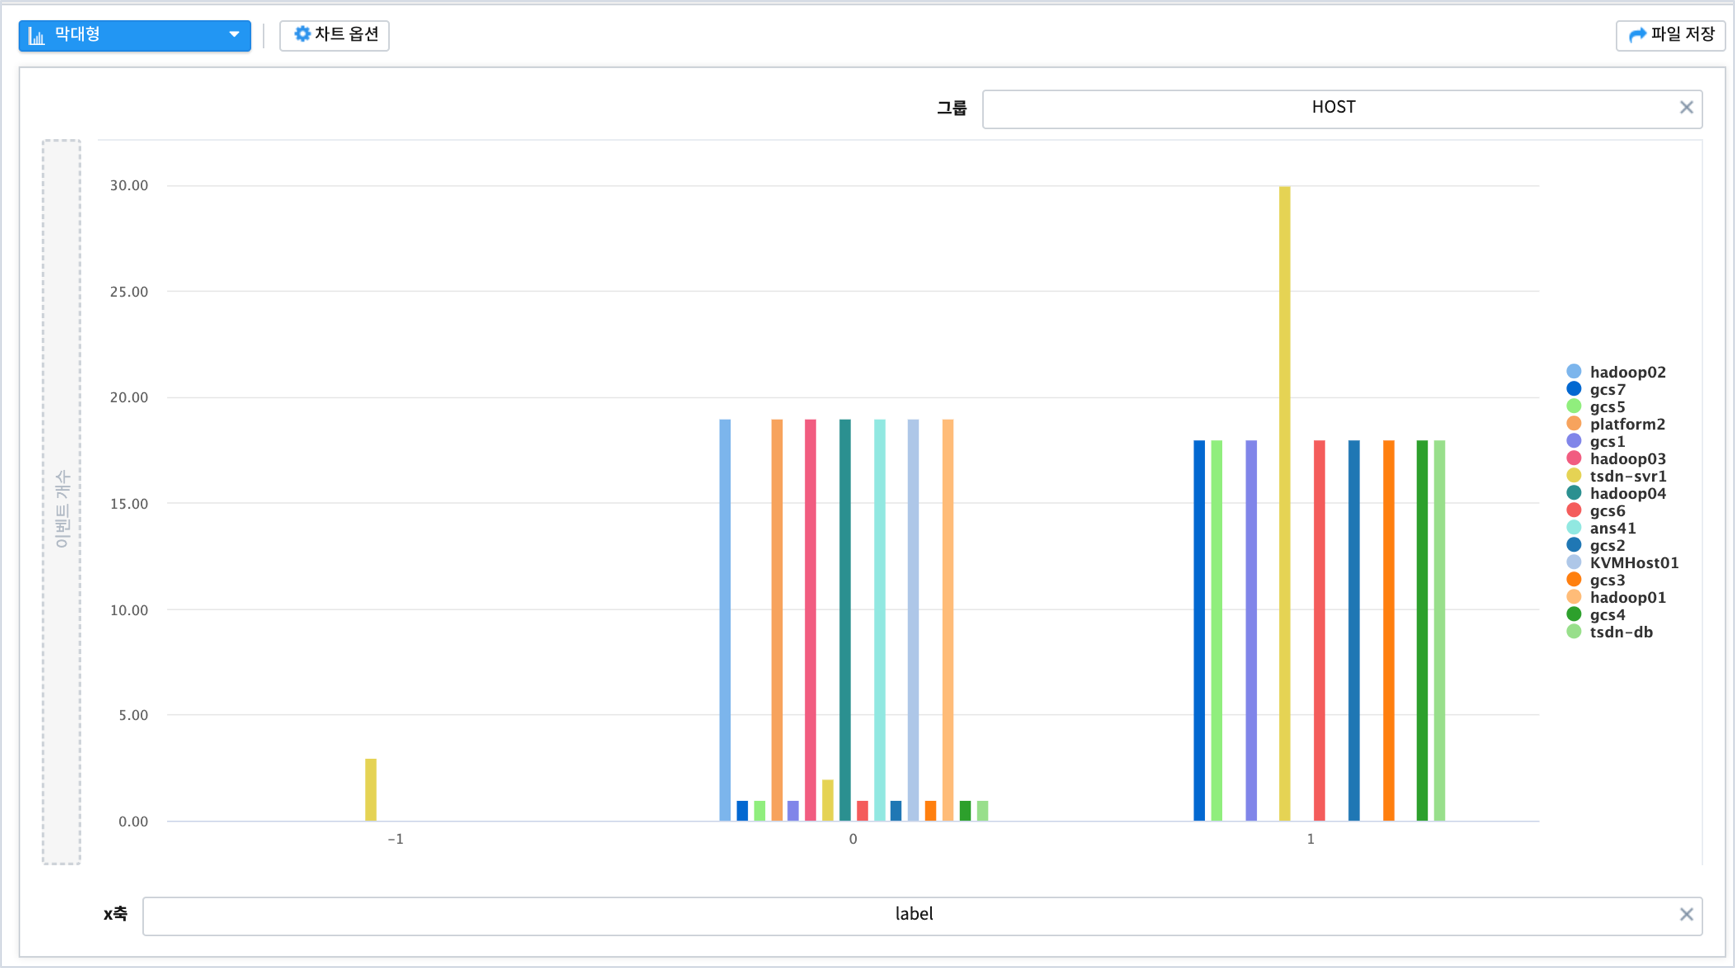 막대형
차트 옵션
파일 저장
그룹
HOST
이벤트 개수
30.00
25.00
20.00
15.00
10.00
5.00
0.00
-1
0
1
hadoop02
gcs7
gcs5
platform2
gcs1
hadoop03
tsdn-svr1
hadoop04
gcs6
ans41
gcs2
KVMHost01
gcs3
hadoop01
gcs4
tsdn-db
x축
label